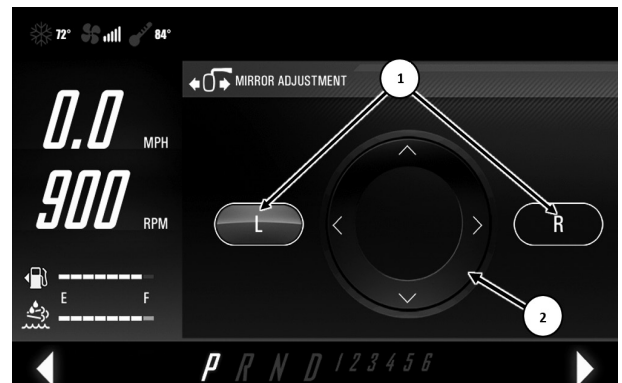 72° 84°
MIRROR ADJUSTMENT
1
0.0 MPH
900 RPM
L R
E F
2
P R N D 1 2 3 4 5 6